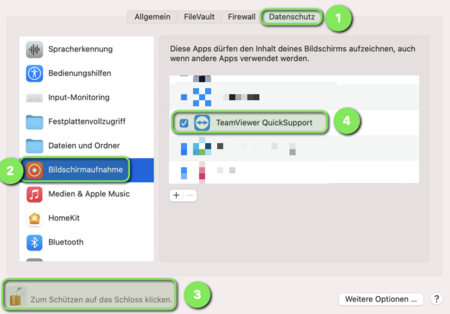 Allgemein FileVault Firewall Datenschutz
1
Diese Apps dürfen den Inhalt deines Bildschirms aufzeichnen, auch
wenn andere Apps verwendet werden.
Spracherkennung
Bedienungshilfen
Input-Monitoring
Festplattenvollzugriff
Dateien und Ordner
2 Bildschirmaufnahme
Medien & Apple Music
HomeKit
Bluetooth
TeamViewer QuickSupport
4
+ −
Zum Schützen auf das Schloss klicken.
3
Weitere Optionen ... ?